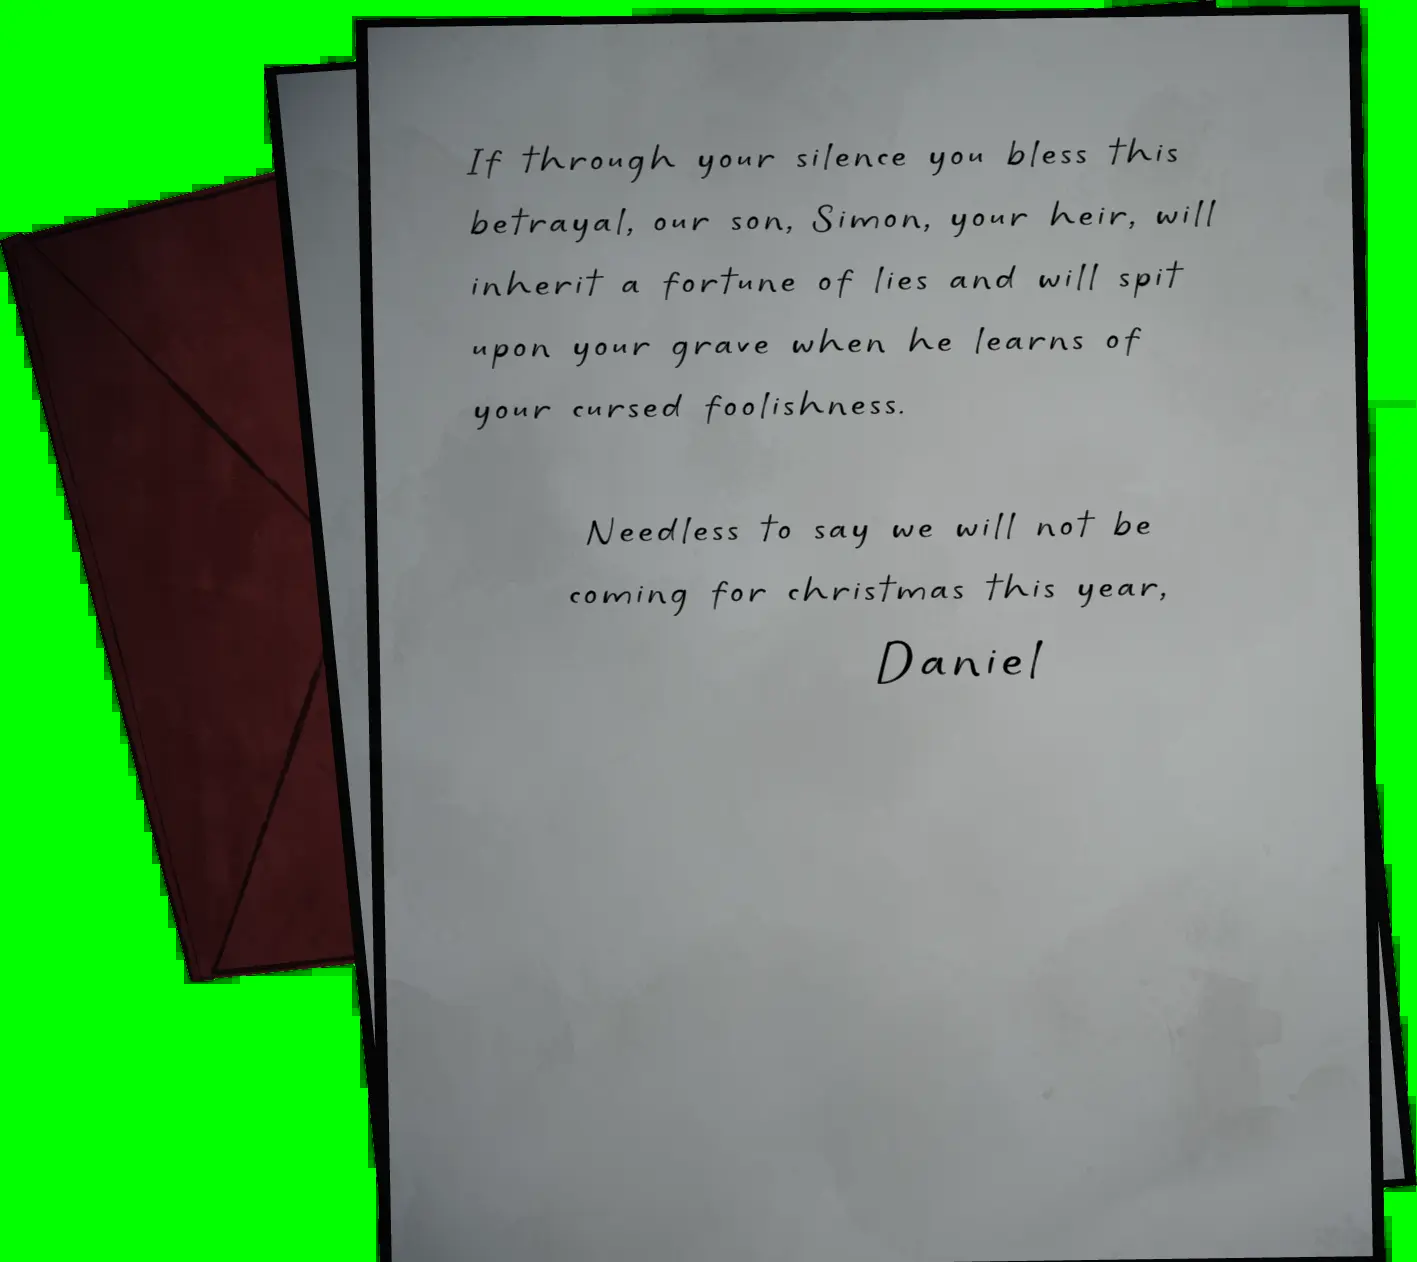 If through your silence you bless this
betrayal, our son, Simon, your heir, will
inherit a fortune of lies and will spit
upon your grave when he learns of
your cursed foolishness.
Needless to say we will not be
coming for christmas this year,
Daniel